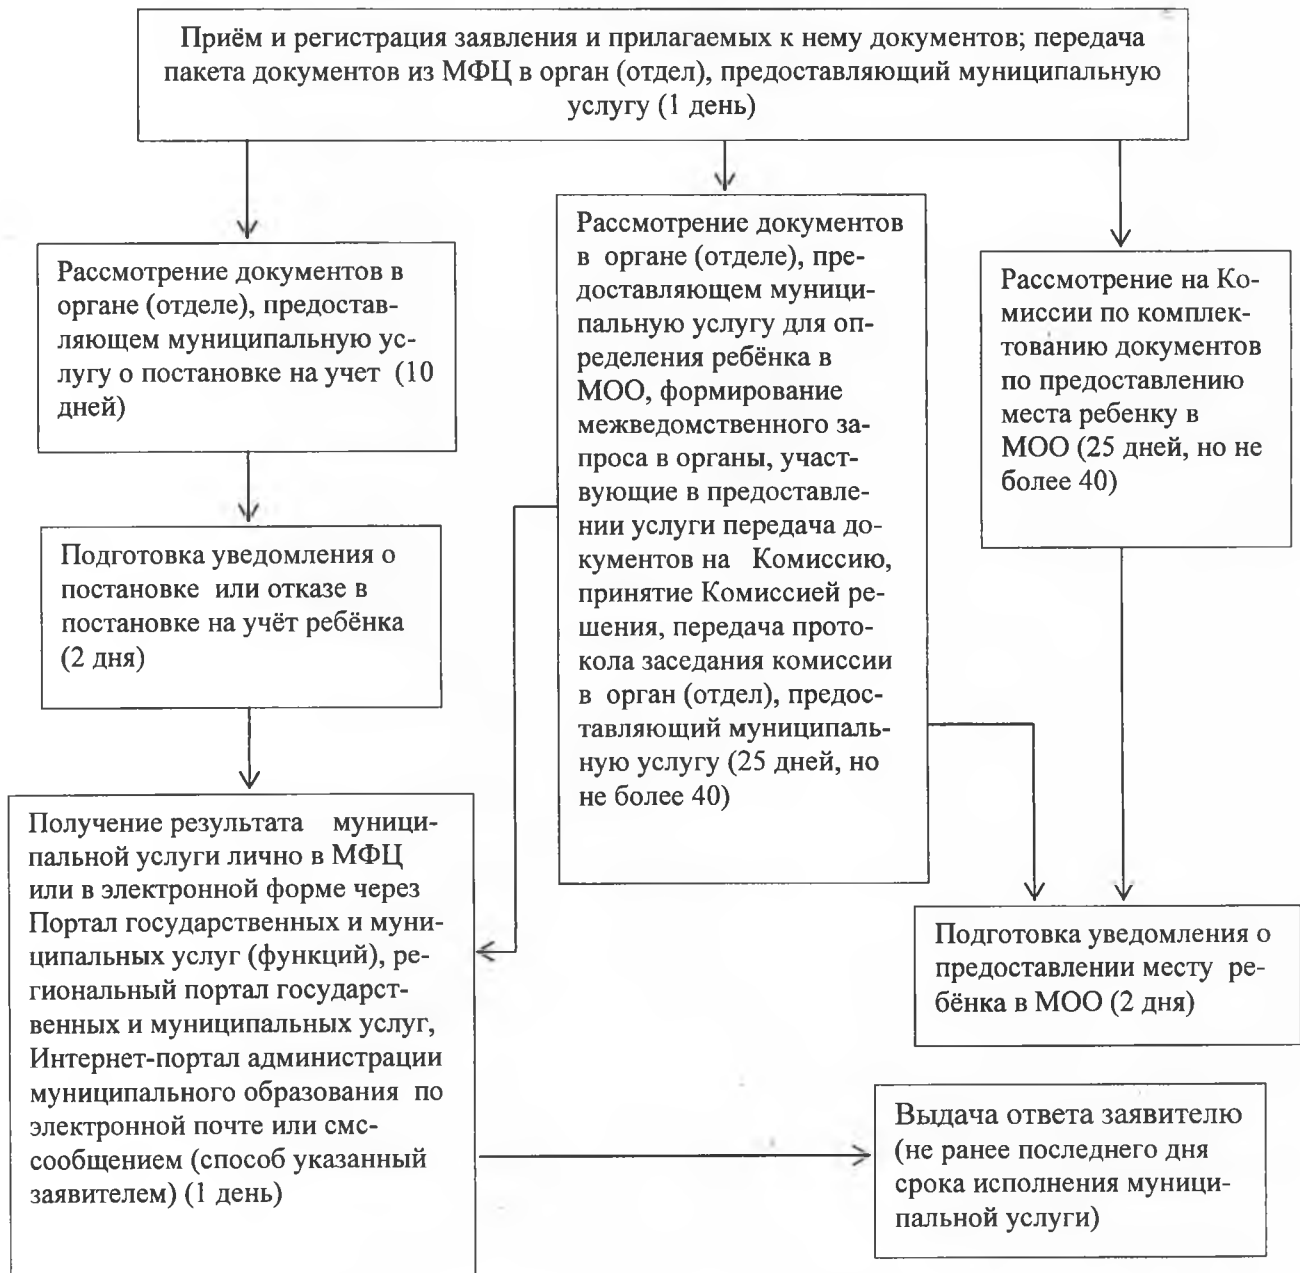 Приём и регистрация заявления и прилагаемых к нему документов; передача
пакета документов из МФЦ в орган (отдел), предоставляющий муниципальную
услугу (1 день)
Рассмотрение документов в
органе (отделе), предостав-
ляющем муниципальную ус-
лугу о постановке на учет (10
дней)
Подготовка уведомления о
постановке или отказе в
постановке на учёт ребёнка
(2 дня)
Получение результата муници-
пальной услуги лично в МФЦ
или в электронной форме через
Портал государственных и муни-
ципальных услуг (функций), ре-
гиональный портал государст-
венных и муниципальных услуг,
Интернет-портал администрации
муниципального образования по
электронной почте или смс-
сообщением (способ указанный
заявителем) (1 день)
Рассмотрение документов
в органе (отделе), пре-
доставляющем муници-
пальную услугу для оп-
ределения ребёнка в
МОО, формирование
межведомственного за-
проса в органы, участ-
вующие в предоставле-
нии услуги передача до-
кументов на Комиссию,
принятие Комиссией ре-
шения, передача прото-
кола заседания комиссии
в орган (отдел), предос-
тавляющий муниципаль-
ную услугу (25 дней, но
не более 40)
Рассмотрение на Ко-
миссии по комплек-
тованию документов
по предоставлению
места ребенку в
МОО (25 дней, но не
более 40)
Подготовка уведомления о
предоставлении месту ре-
бёнка в МОО (2 дня)
Выдача ответа заявителю
(не ранее последнего дня
срока исполнения муници-
пальной услуги)